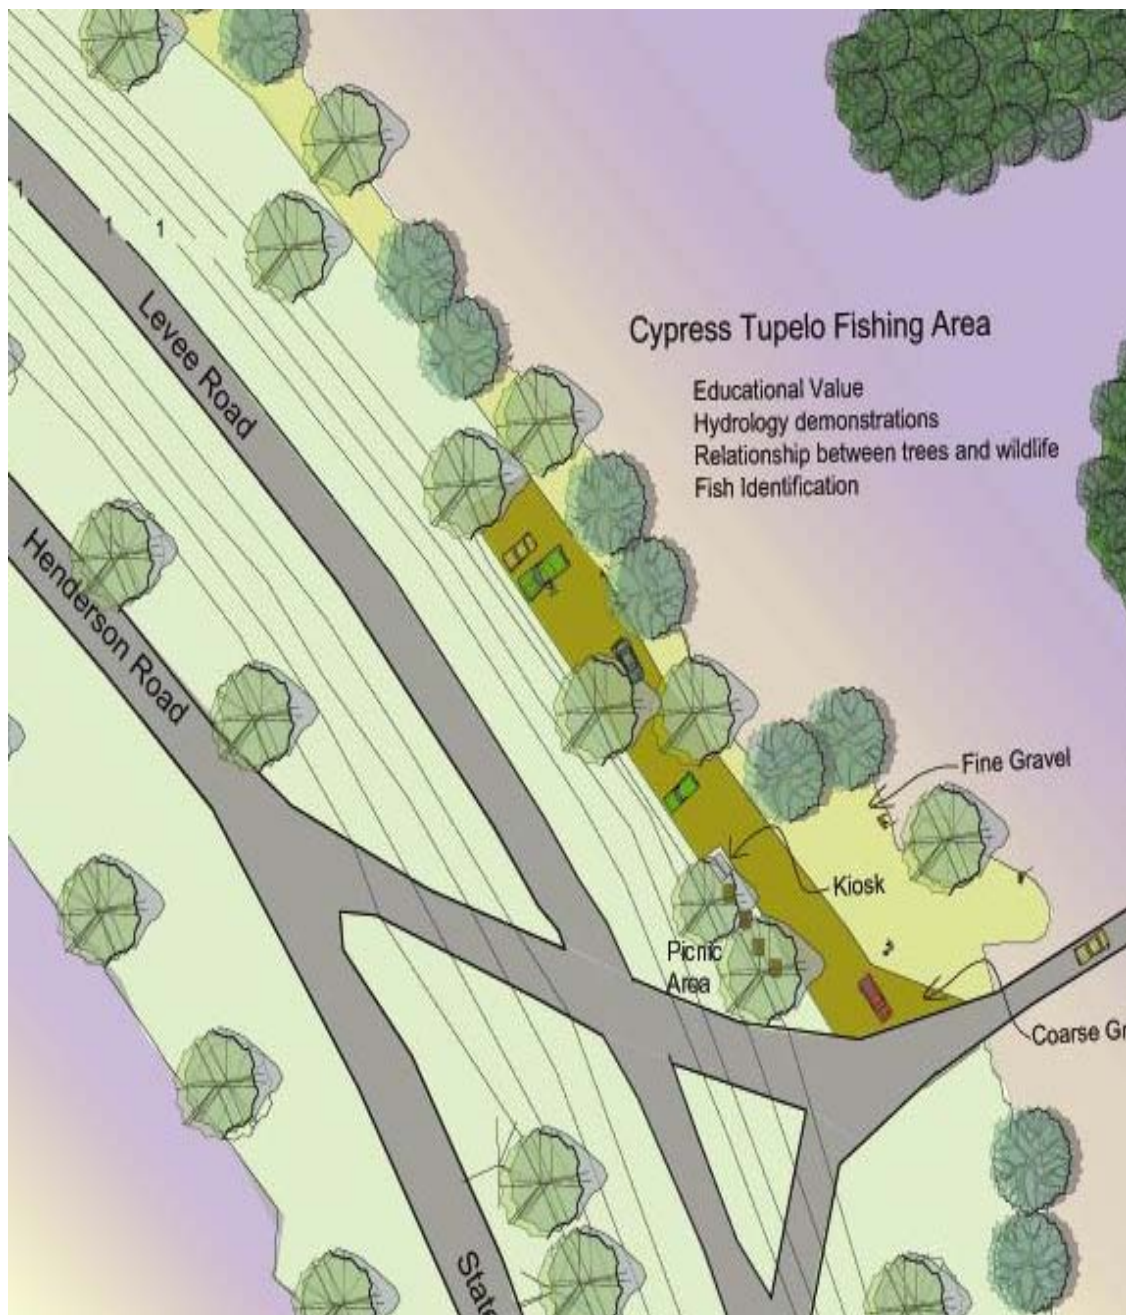 1
1
1
Levee Road
Cypress Tupelo Fishing Area
Educational Value
Hydrology demonstrations
Relationship between trees and wildlife
Fish Identification
Henderson Road
Fine Gravel
Kiosk
Picnic
Area
Coarse Gr
State